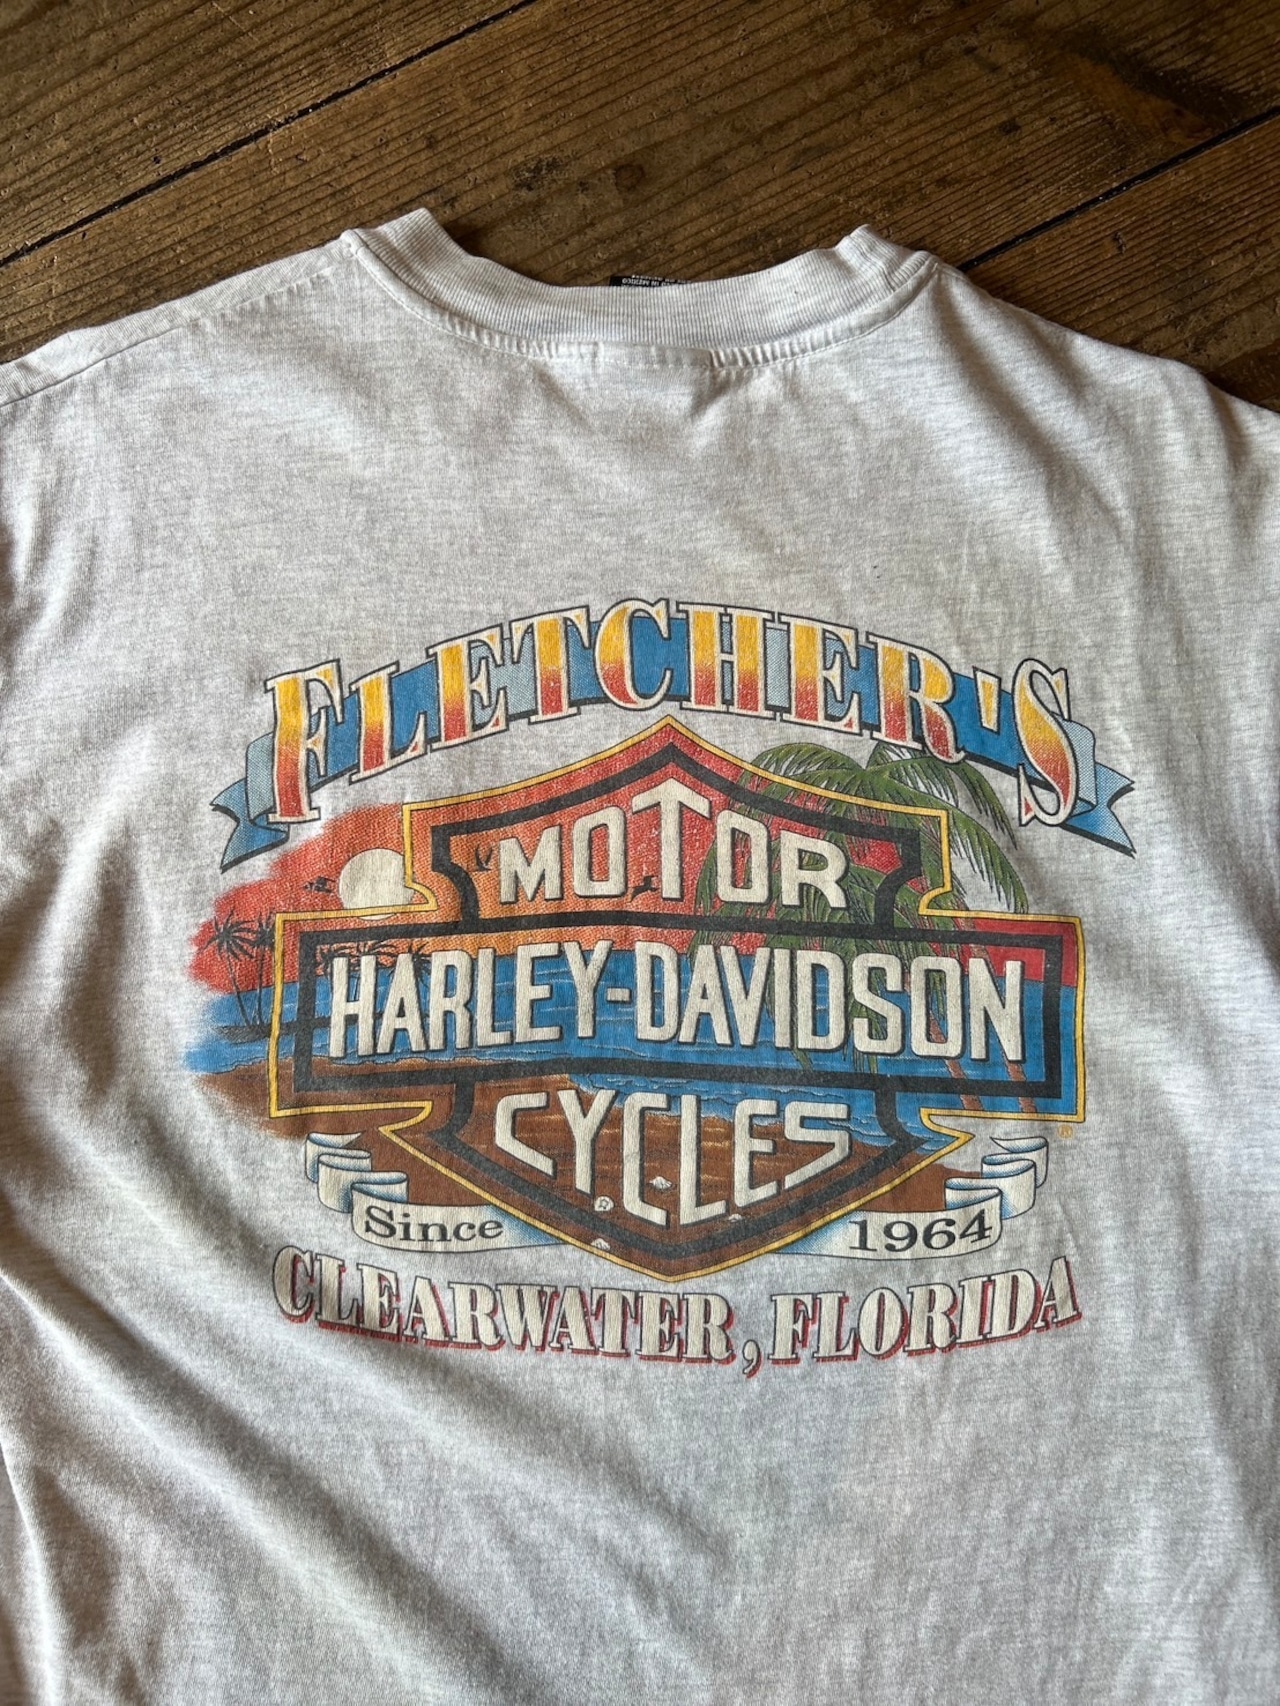 FLETCHER'S
MOTOR
HARLEY-DAVIDSON
CYCLES
®
Since 1964
CLEARWATER, FLORIDA